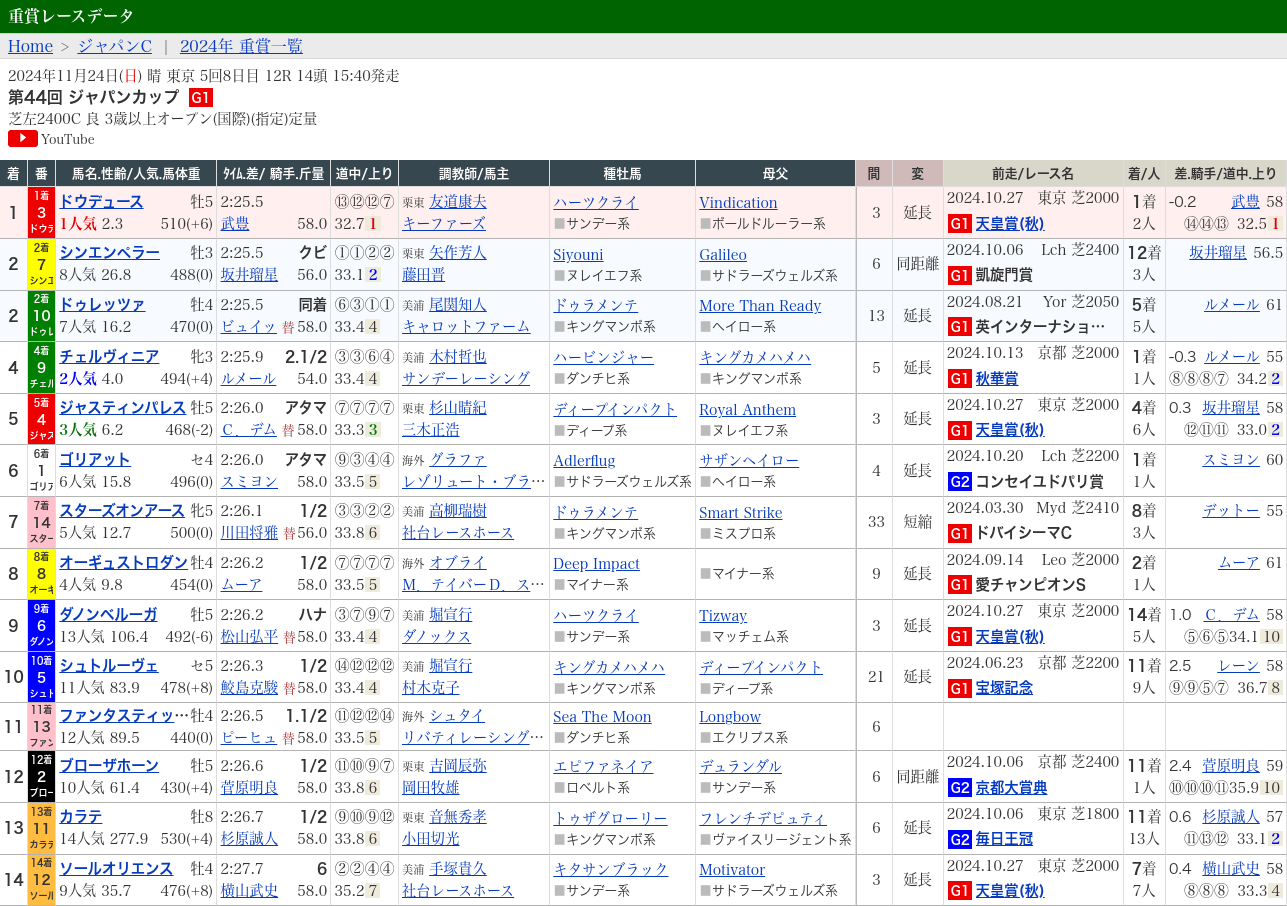 重賞レースデータ
Home > ジャパンC | 2024年 重賞一覧
2024年11月24日(日) 晴 東京 5回8日目 12R 14頭 15:40発走
第44回 ジャパンカップ G1
芝左2400C 良 3歳以上オープン(国際)(指定)定量
YouTube
着 番 馬名.性齢/人気.馬体重 ﾀｲﾑ.差/ 騎手.斤量 道中/上り 調教師/馬主 種牡馬 母父 間 変 前走/レース名 着/人 差.騎手/道中.上り
1 1着 3 ドウデ ドウデュース 牡5 2:25.5 ⑬⑫⑫⑦ 栗東 友道康夫 ハーツクライ Vindication 3 延長 2024.10.27 東京 芝2000 1着 -0.2 武豊 58
1人気 2.3 510(+6) 武豊 58.0 32.7 1 キーファーズ ■サンデー系 ■ボールドルーラー系 G1 天皇賞(秋) 2人 ⑭⑭⑬ 32.5 1
2 2着 7 シンエ シンエンペラー 牡3 2:25.5 クビ ①①②② 栗東 矢作芳人 Siyouni Galileo 6 同距離 2024.10.06 Lch 芝2400 12着 坂井瑠星 56.5
8人気 26.8 488(0) 坂井瑠星 56.0 33.1 2 藤田晋 ■ヌレイエフ系 ■サドラーズウェルズ系 G1 凱旋門賞 3人
2 2着 10 ドゥレ ドゥレッツァ 牡4 2:25.5 同着 ⑥③①① 美浦 尾関知人 ドゥラメンテ More Than Ready 13 延長 2024.08.21 Yor 芝2050 5着 ルメール 61
7人気 16.2 470(0) ビュイッ 替58.0 33.4 4 キャロットファーム ■キングマンボ系 ■ヘイロー系 G1 英インターナショ… 5人
4 4着 9 チェル チェルヴィニア 牝3 2:25.9 2.1/2 ③③⑥④ 美浦 木村哲也 ハービンジャー キングカメハメハ 5 延長 2024.10.13 京都 芝2000 1着 -0.3 ルメール 55
2人気 4.0 494(+4) ルメール 54.0 33.4 4 サンデーレーシング ■ダンチヒ系 ■キングマンボ系 G1 秋華賞 1人 ⑧⑧⑧⑦ 34.2 2
5 5着 4 ジャス ジャスティンパレス 牡5 2:26.0 アタマ ⑦⑦⑦⑦ 栗東 杉山晴紀 ディープインパクト Royal Anthem 3 延長 2024.10.27 東京 芝2000 4着 0.3 坂井瑠星 58
3人気 6.2 468(-2) Ｃ．デム 替58.0 33.3 3 三木正浩 ■ディープ系 ■ヌレイエフ系 G1 天皇賞(秋) 6人 ⑫⑪⑪ 33.0 2
6 6着 1 ゴリア ゴリアット セ4 2:26.0 アタマ ⑨③④④ 海外 グラファ Adlerflug サザンヘイロー 4 延長 2024.10.20 Lch 芝2200 1着 スミヨン 60
6人気 15.8 496(0) スミヨン 58.0 33.5 5 レゾリュート・ブラ… ■サドラーズウェルズ系 ■ヘイロー系 G2 コンセイユドパリ賞 1人
7 7着 14 スター スターズオンアース 牝5 2:26.1 1/2 ③③②② 美浦 高柳瑞樹 ドゥラメンテ Smart Strike 33 短縮 2024.03.30 Myd 芝2410 8着 デットー 55
5人気 12.7 500(0) 川田将雅 替56.0 33.8 6 社台レースホース ■キングマンボ系 ■ミスプロ系 G1 ドバイシーマC 3人
8 8着 8 オーギ オーギュストロダン 牡4 2:26.2 1/2 ⑦⑦⑦⑦ 海外 オブライ Deep Impact ■マイナー系 9 延長 2024.09.14 Leo 芝2000 2着 ムーア 61
4人気 9.8 454(0) ムーア 58.0 33.5 5 Ｍ．テイバーＤ．ス… ■マイナー系 G1 愛チャンピオンS 1人
9 9着 6 ダノン ダノンベルーガ 牡5 2:26.2 ハナ ③⑦⑨⑦ 美浦 堀宣行 ハーツクライ Tizway 3 延長 2024.10.27 東京 芝2000 14着 1.0 Ｃ．デム 58
13人気 106.4 492(-6) 松山弘平 替58.0 33.4 4 ダノックス ■サンデー系 ■マッチェム系 G1 天皇賞(秋) 5人 ⑤⑥⑤34.1 10
10 10着 5 シュト シュトルーヴェ セ5 2:26.3 1/2 ⑭⑫⑫⑫ 美浦 堀宣行 キングカメハメハ ディープインパクト 21 延長 2024.06.23 京都 芝2200 11着 2.5 レーン 58
11人気 83.9 478(+8) 鮫島克駿 替58.0 33.4 4 村木克子 ■キングマンボ系 ■ディープ系 G1 宝塚記念 9人 ⑨⑨⑤⑦ 36.7 8
11 11着 13 ファン ファンタスティッ…牡4 2:26.5 1.1/2 ⑪⑫⑫⑭ 海外 シュタイ Sea The Moon Longbow 6
12人気 89.5 440(0) ピーヒュ 替58.0 33.5 5 リバティレーシング… ■ダンチヒ系 ■エクリプス系
12 12着 2 ブロー ブローザホーン 牡5 2:26.6 1/2 ⑪⑩⑨⑦ 栗東 吉岡辰弥 エピファネイア デュランダル 6 同距離 2024.10.06 京都 芝2400 11着 2.4 菅原明良 59
10人気 61.4 430(+4) 菅原明良 58.0 33.8 6 岡田牧雄 ■ロベルト系 ■サンデー系 G2 京都大賞典 1人 ⑩⑩⑩⑪35.9 10
13 13着 11 カラテ カラテ 牡8 2:26.7 1/2 ⑨⑩⑨⑫ 栗東 音無秀孝 トゥザグローリー フレンチデピュティ 6 延長 2024.10.06 東京 芝1800 11着 0.6 杉原誠人 57
14人気 277.9 530(+4) 杉原誠人 58.0 33.8 6 小田切光 ■キングマンボ系 ■ヴァイスリージェント系 G2 毎日王冠 13人 ⑪⑬⑫ 33.1 2
14 14着 12 ソール ソールオリエンス 牡4 2:27.7 6 ②②④④ 美浦 手塚貴久 キタサンブラック Motivator 3 延長 2024.10.27 東京 芝2000 7着 0.4 横山武史 58
9人気 35.7 476(+8) 横山武史 58.0 35.2 7 社台レースホース ■サンデー系 ■サドラーズウェルズ系 G1 天皇賞(秋) 7人 ⑧⑧⑧ 33.3 4